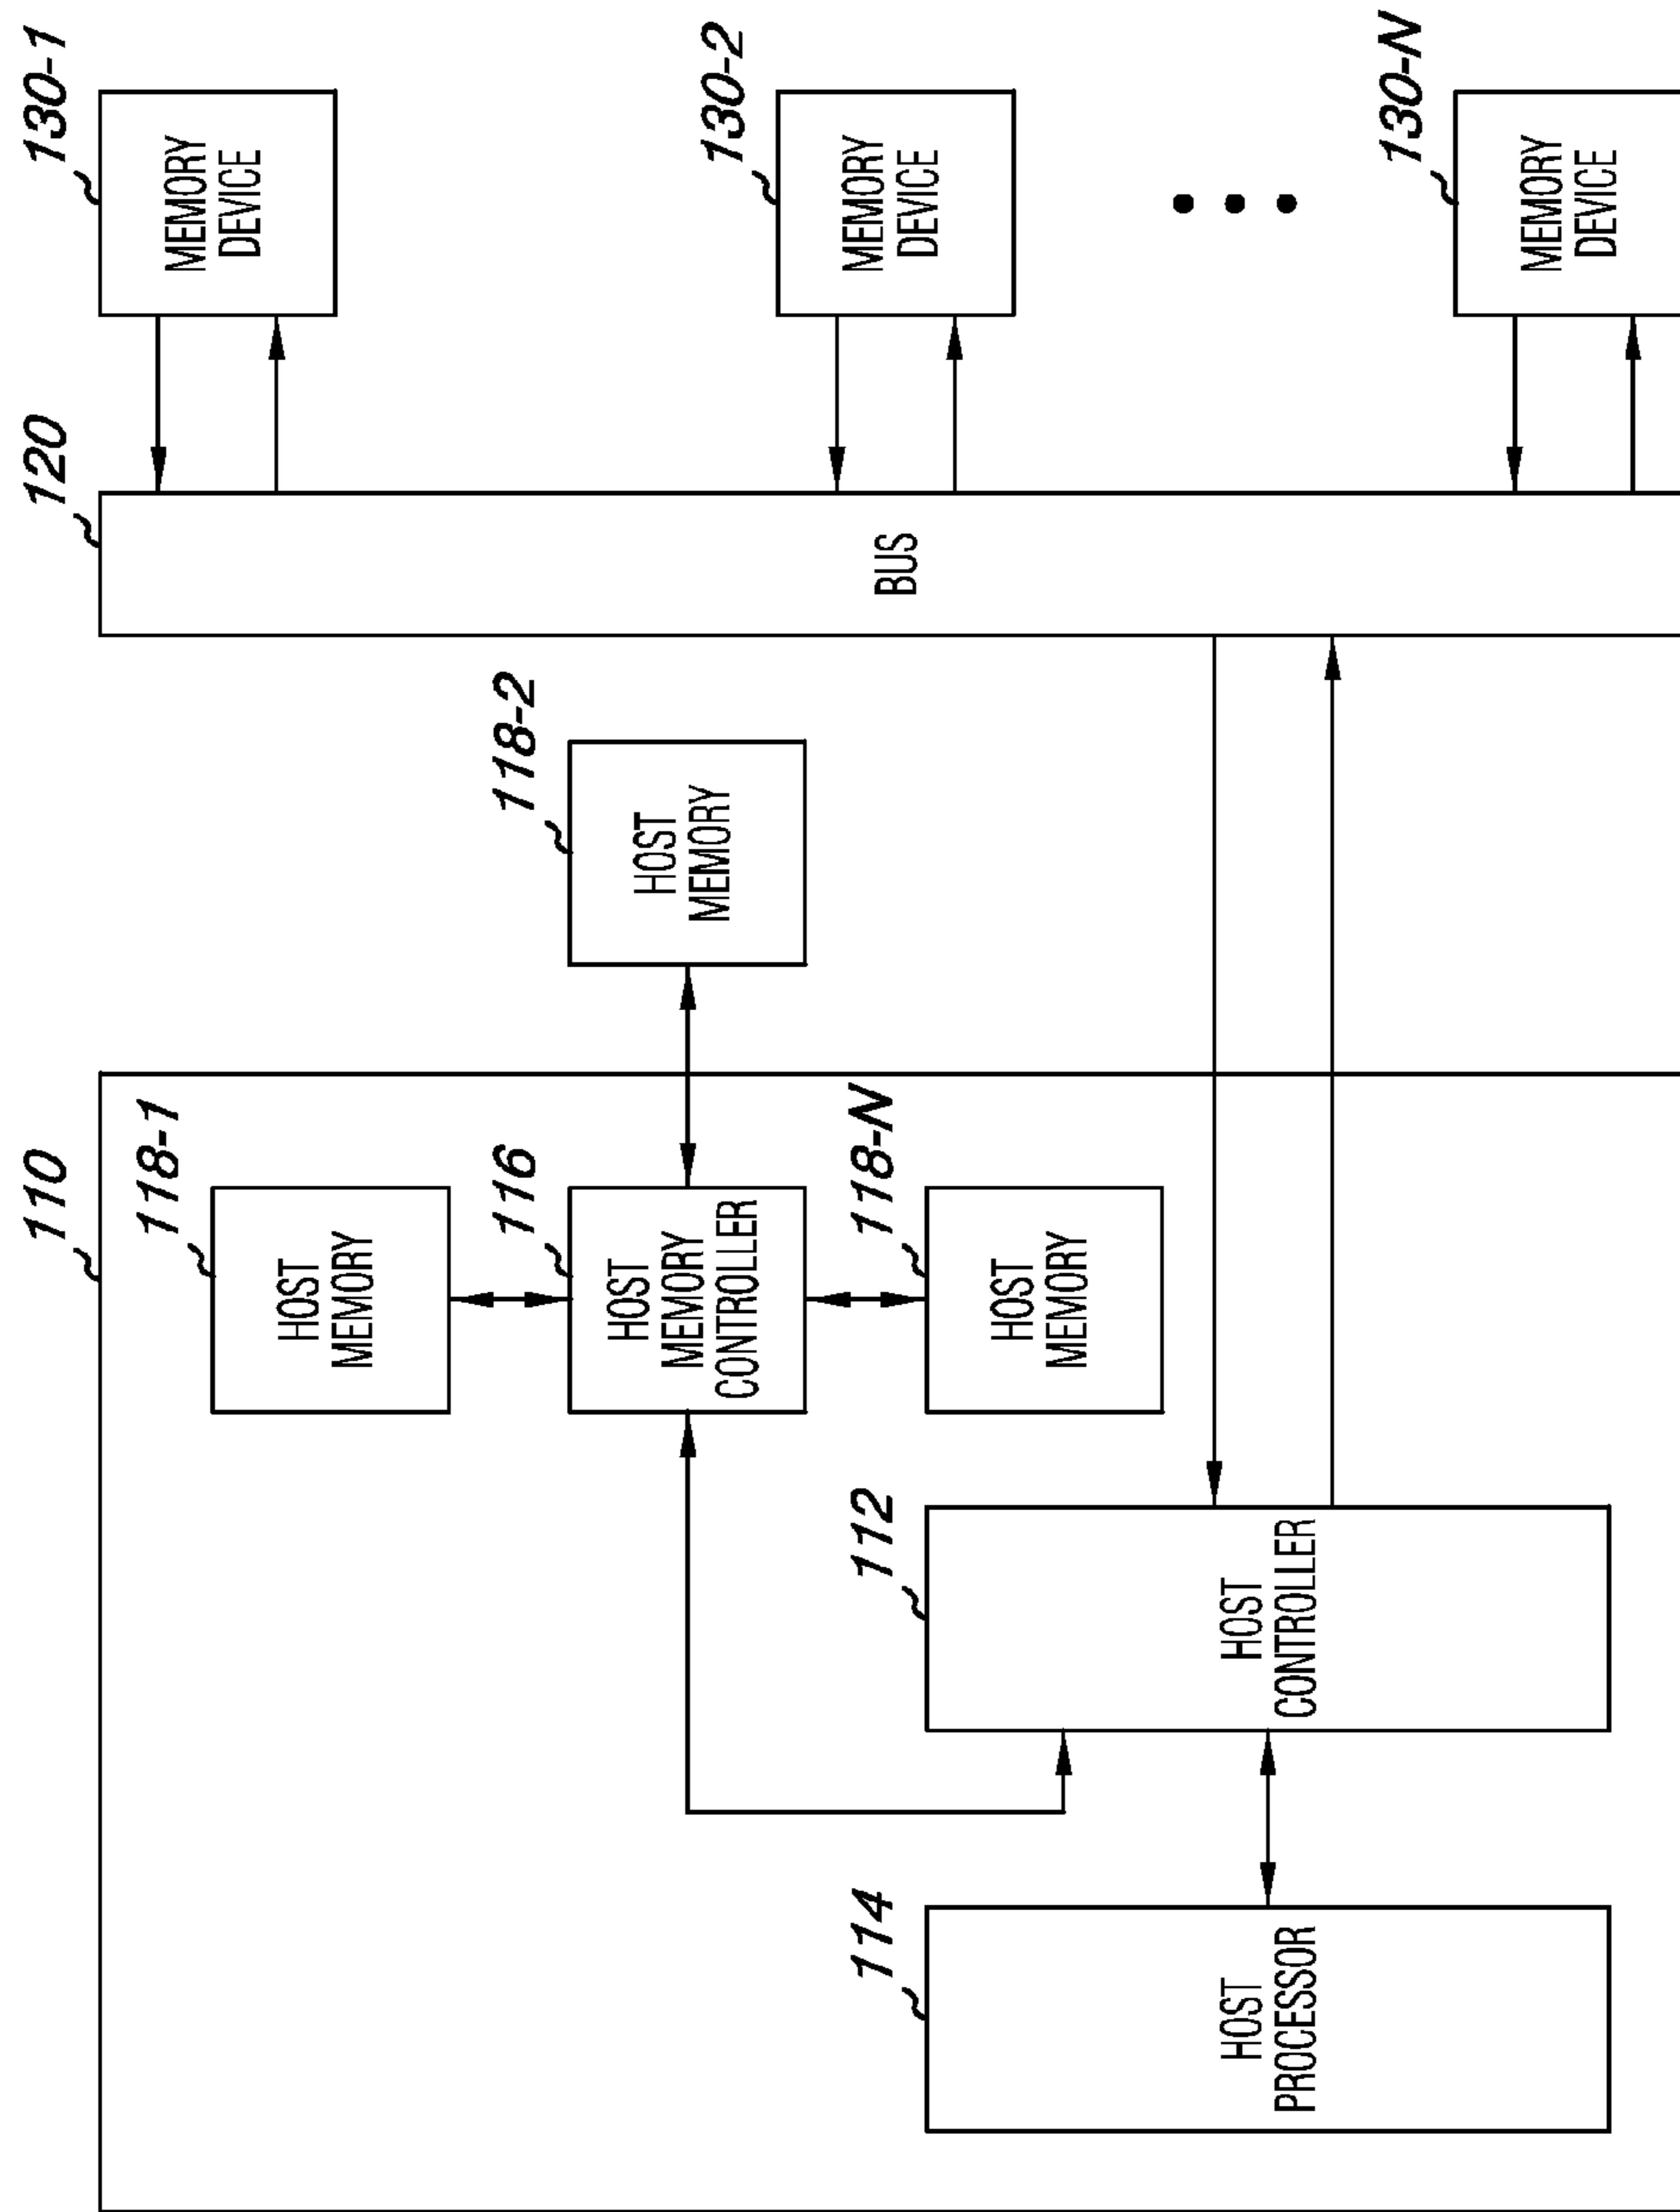 110
114
HOST
PROCESSOR
112
HOST
CONTROLLER
118-1
HOST
MEMORY
116
HOST
MEMORY
CONTROLLER
118-N
HOST
MEMORY
118-2
HOST
MEMORY
120
BUS
130-1
MEMORY
DEVICE
130-2
MEMORY
DEVICE
130-N
MEMORY
DEVICE